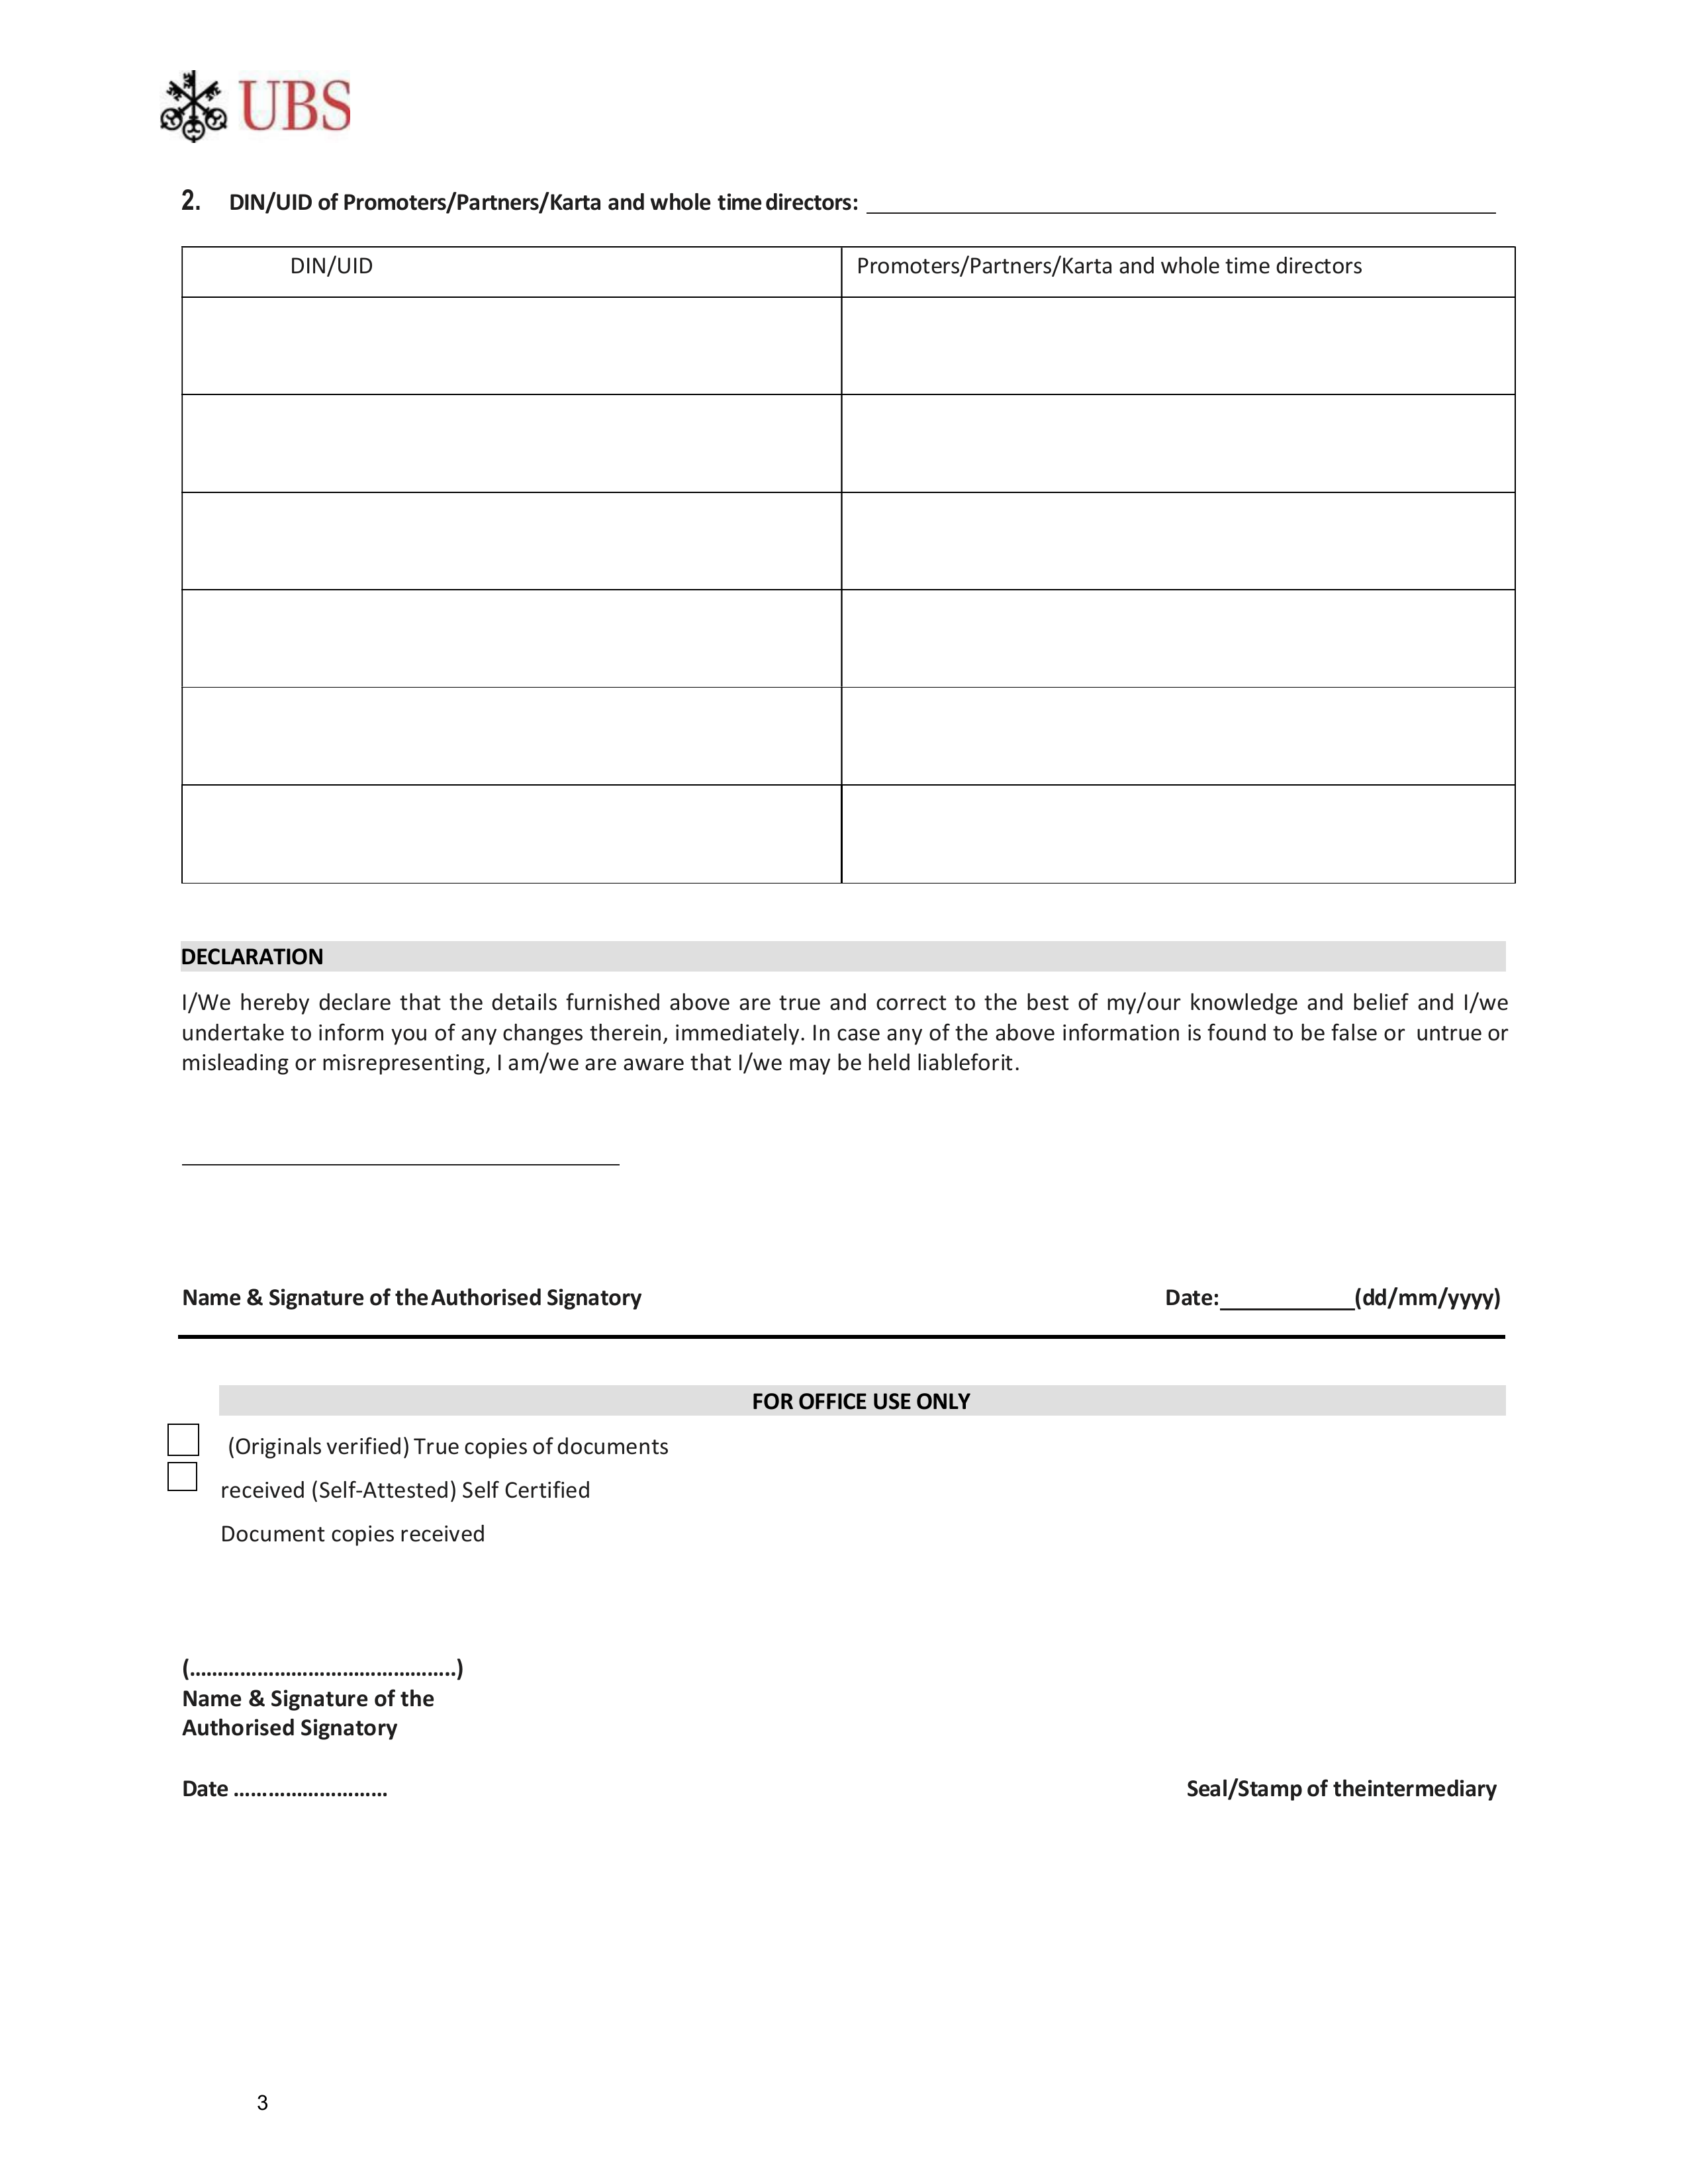 UBS
2. DIN/UID of Promoters/Partners/Karta and whole time directors: ____________________
DIN/UID Promoters/Partners/Karta and whole time directors
DECLARATION
I/We hereby declare that the details furnished above are true and correct to the best of my/our knowledge and belief and I/we
undertake to inform you of any changes therein, immediately. In case any of the above information is found to be false or untrue or
misleading or misrepresenting, I am/we are aware that I/we may be held liableforit.
Name & Signature of theAuthorised Signatory Date:___________(dd/mm/yyyy)
FOR OFFICE USE ONLY
(Originals verified) True copies of documents
received (Self-Attested) Self Certified
Document copies received
(………………………………………..)
Name & Signature of the
Authorised Signatory
Date ……………………… Seal/Stamp of theintermediary
3